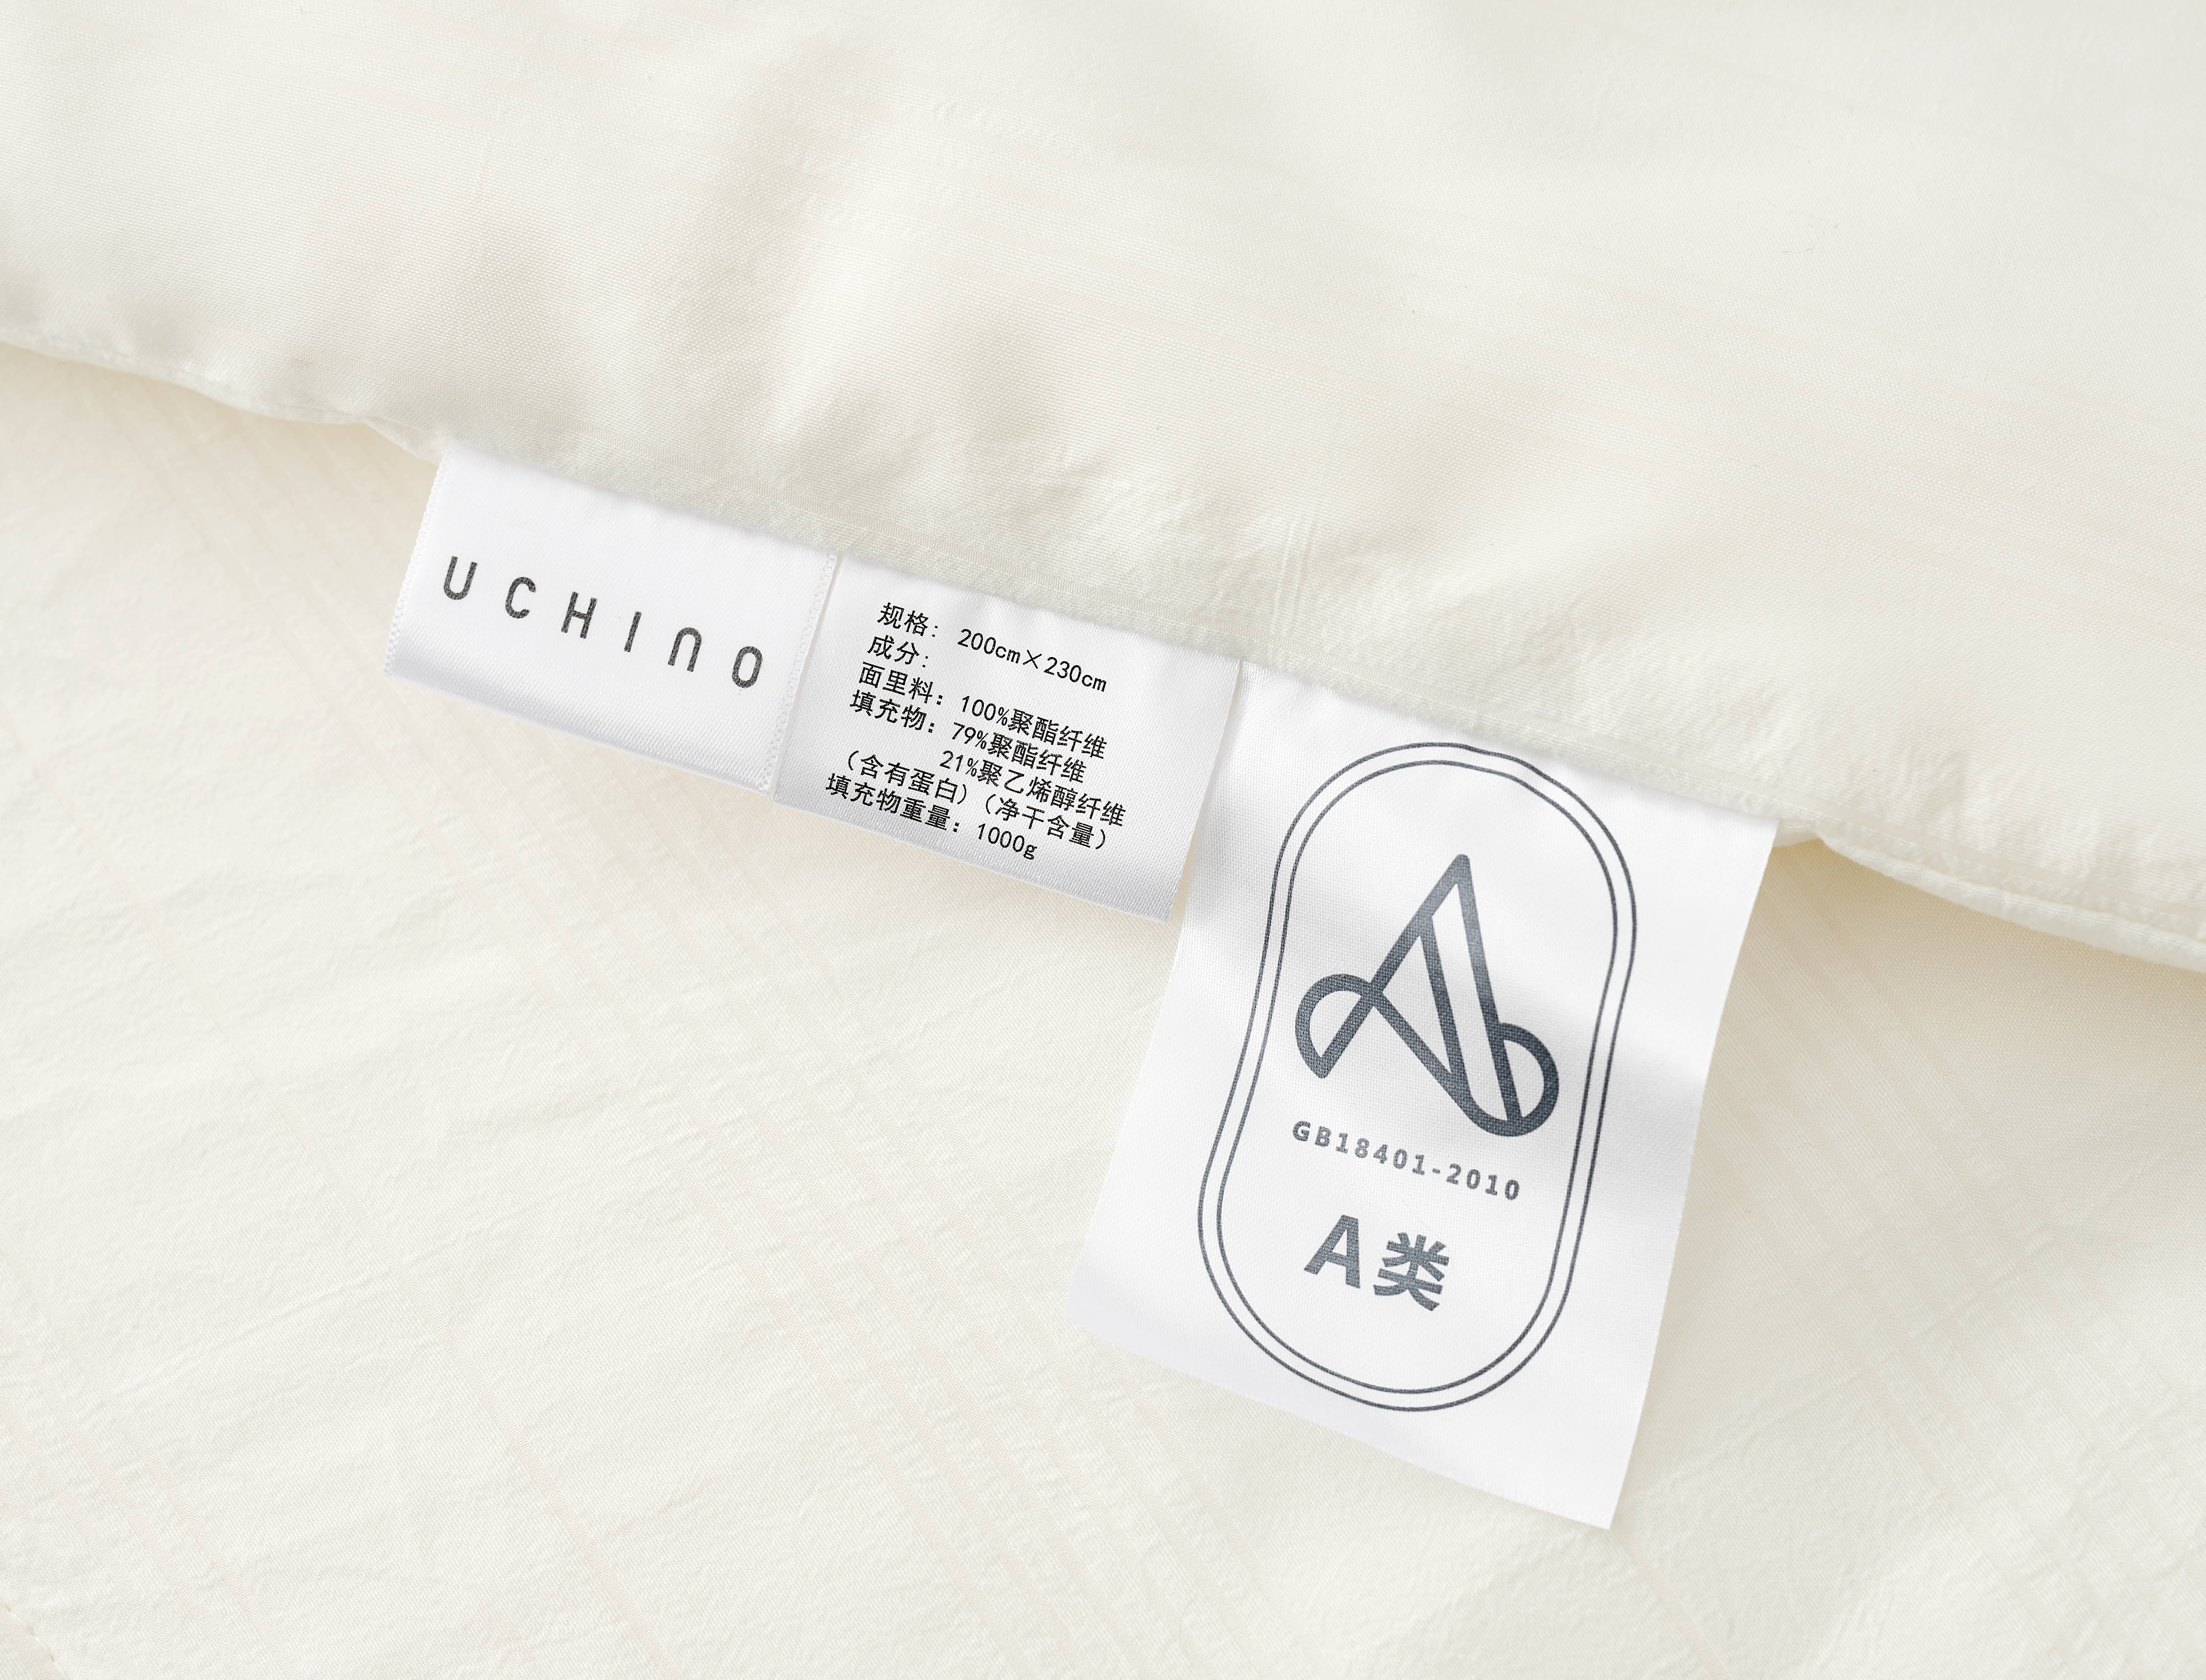 UCHINO
规格: 200cm×230cm
成分:
面里料: 100%聚酯纤维
填充物: 79%聚酯纤维
21%聚乙烯醇纤维
(含有蛋白) (净干含量)
填充物重量: 1000g
GB18401-2010
A类